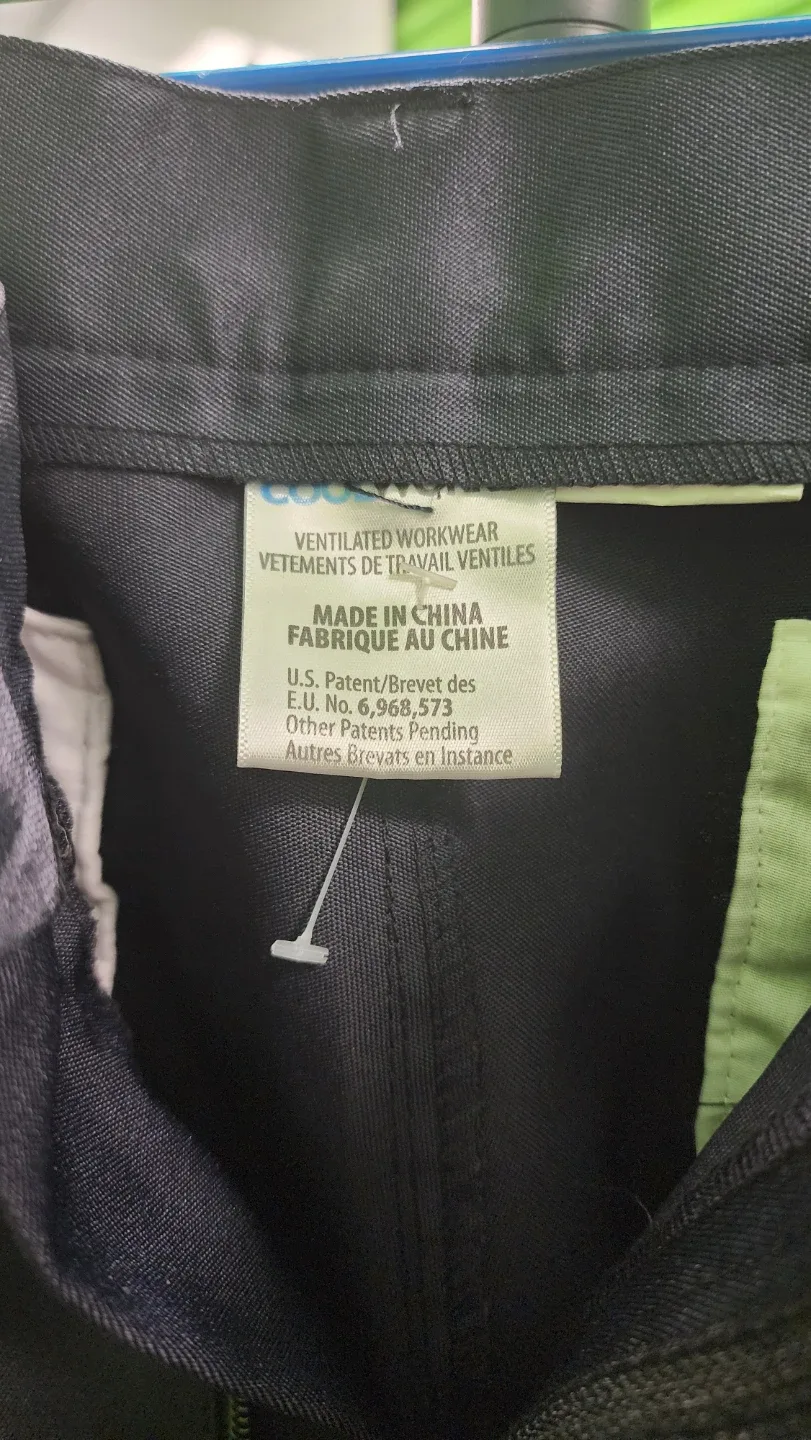 VENTILATED WORKWEAR
VETEMENTS DE TRAVAIL VENTILES
MADE IN CHINA
FABRIQUE AU CHINE
U.S. Patent/Brevet des
E.U. No. 6,968,573
Other Patents Pending
Autres Brevats en Instance